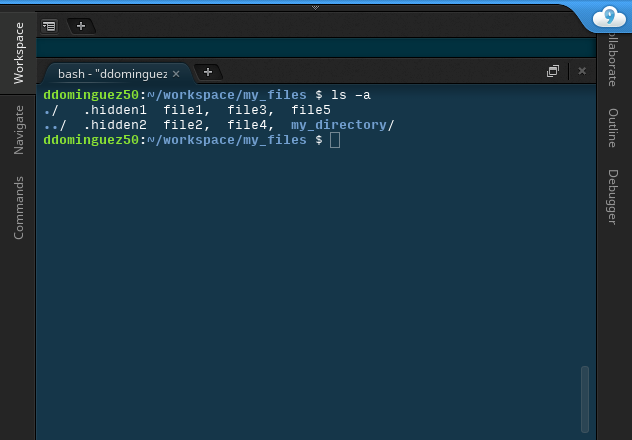 Workspace
Navigate
Commands
bash - "ddominguez
ddominguez50:~/workspace/my_files $ ls -a
./ .hidden1 file1, file3, file5
../ .hidden2 file2, file4, my_directory/
ddominguez50:~/workspace/my_files $
9
ollaborate
Outline
Debugger